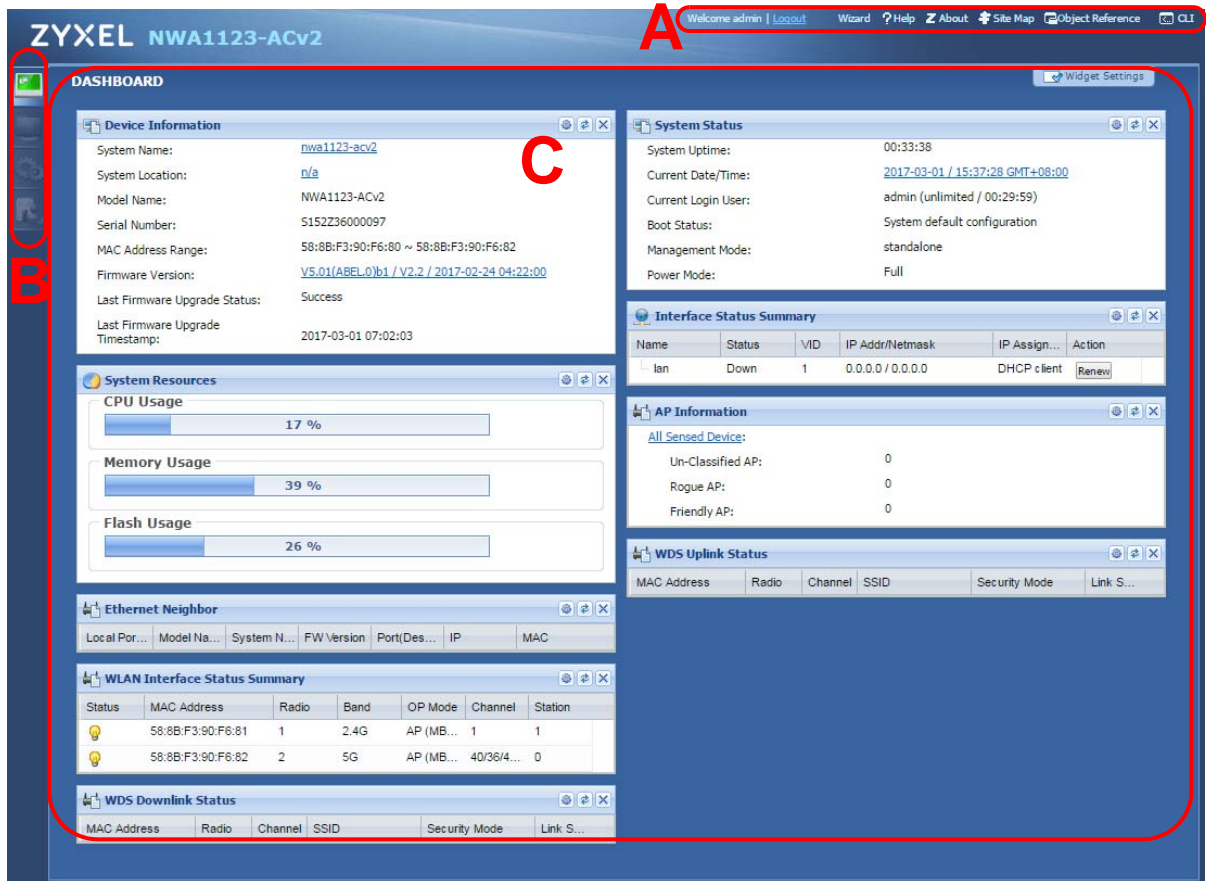 Welcome admin | Logout Wizard ? Help Z About Site Map Object Reference CLI
A
ZYXEL NWA1123-ACv2
B
C
DASHBOARD
Widget Settings
Device Information
System Name: nwa1123-acv2
System Location: n/a
Model Name: NWA1123-ACv2
Serial Number: S152Z36000097
MAC Address Range: 58:8B:F3:90:F6:80 ~ 58:8B:F3:90:F6:82
Firmware Version: V5.01(ABEL.0)b1 / V2.2 / 2017-02-24 04:22:00
Last Firmware Upgrade Status: Success
Last Firmware Upgrade
Timestamp: 2017-03-01 07:02:03
System Resources
CPU Usage
17 %
Memory Usage
39 %
Flash Usage
26 %
Ethernet Neighbor
Local Por... Model Na... System N... FW Version Port(Des... IP MAC
WLAN Interface Status Summary
Status MAC Address Radio Band OP Mode Channel Station
58:8B:F3:90:F6:81 1 2.4G AP (MB... 1 1
58:8B:F3:90:F6:82 2 5G AP (MB... 40/36/4... 0
WDS Downlink Status
MAC Address Radio Channel SSID Security Mode Link S...
System Status
System Uptime: 00:33:38
Current Date/Time: 2017-03-01 / 15:37:28 GMT+08:00
Current Login User: admin (unlimited / 00:29:59)
Boot Status: System default configuration
Management Mode: standalone
Power Mode: Full
Interface Status Summary
Name Status VID IP Addr/Netmask IP Assign... Action
lan Down 1 0.0.0.0 / 0.0.0.0 DHCP client Renew
AP Information
All Sensed Device:
Un-Classified AP: 0
Rogue AP: 0
Friendly AP: 0
WDS Uplink Status
MAC Address Radio Channel SSID Security Mode Link S...